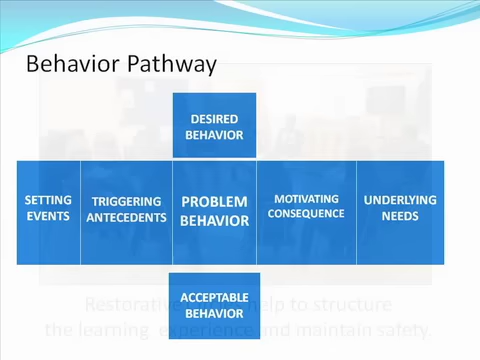 Behavior Pathway
DESIRED
BEHAVIOR
SETTING
EVENTS
TRIGGERING
ANTECEDENTS
PROBLEM
BEHAVIOR
MOTIVATING
CONSEQUENCE
UNDERLYING
NEEDS
ACCEPTABLE
BEHAVIOR
Restorative help to structure
the learning experience and maintain safety.